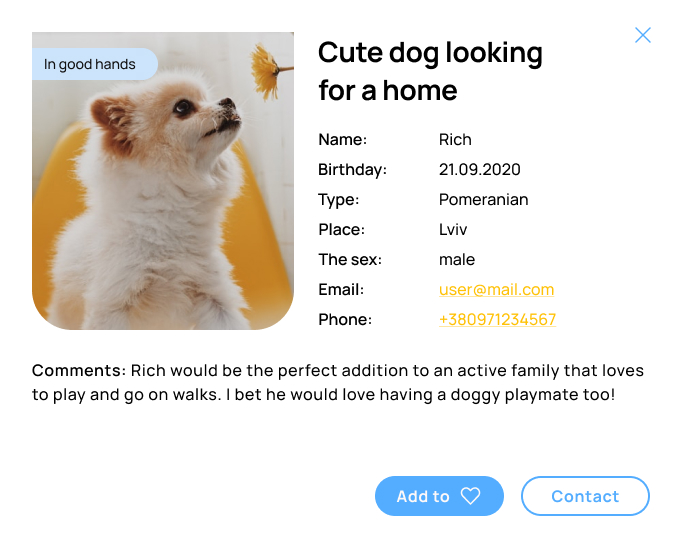 In good hands
Cute dog looking
for a home
Name: Rich
Birthday: 21.09.2020
Type: Pomeranian
Place: Lviv
The sex: male
Email: user@mail.com
Phone: +380971234567
Comments: Rich would be the perfect addition to an active family that loves
to play and go on walks. I bet he would love having a doggy playmate too!
Add to
Contact